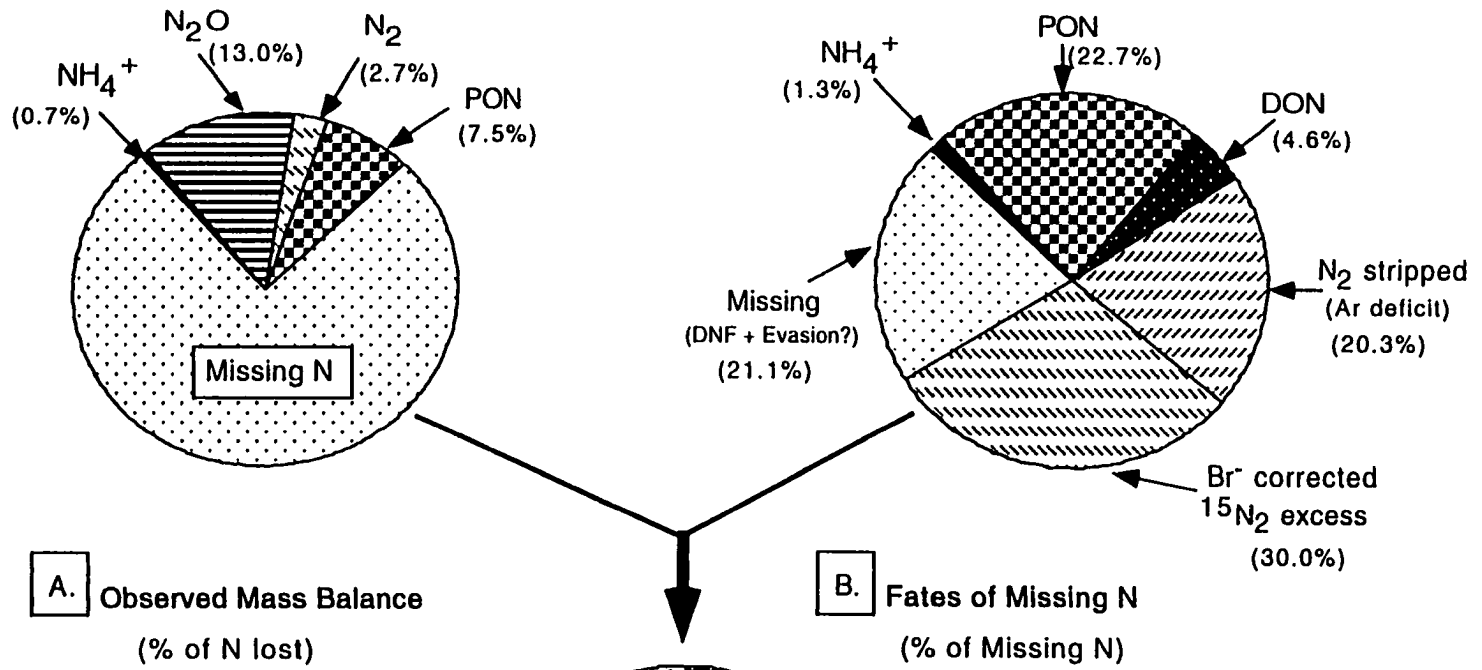 N₂O
(13.0%)
N₂
(2.7%)
NH₄⁺
(0.7%)
PON
(7.5%)
Missing N
PON
(22.7%)
NH₄⁺
(1.3%)
DON
(4.6%)
N₂ stripped
(Ar deficit)
(20.3%)
Missing
(DNF + Evasion?)
(21.1%)
Br⁻ corrected
¹⁵N₂ excess
(30.0%)
A. Observed Mass Balance
(% of N lost)
B. Fates of Missing N
(% of Missing N)